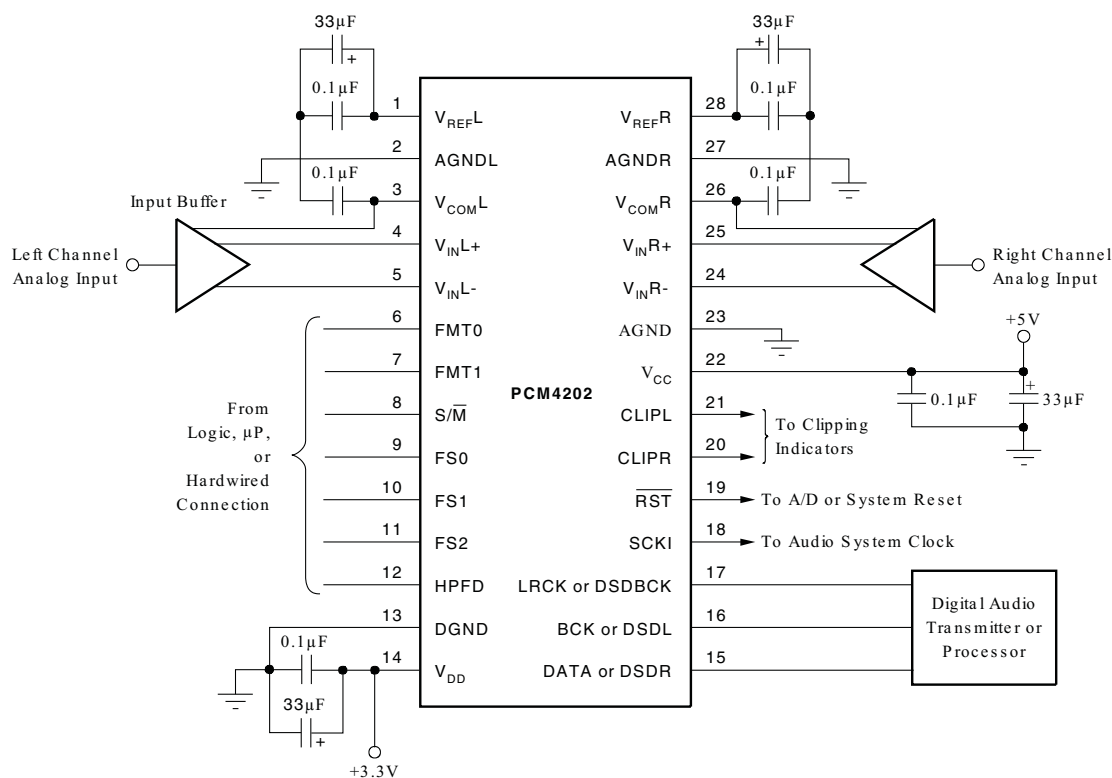 33µF
+
0.1µF
1 V_REFL
2 AGNDL
0.1µF
3 V_COML
Input Buffer
4 V_INL+
Left Channel
Analog Input
5 V_INL-
6 FMT0
7 FMT1
8 S/M̅
9 FS0
10 FS1
11 FS2
12 HPFD
From
Logic, µP,
or
Hardwired
Connection
13 DGND
0.1µF
14 V_DD
33µF
+
+3.3V
PCM4202
33µF
+
0.1µF
28 V_REFR
27 AGNDR
0.1µF
26 V_COMR
25 V_INR+
Right Channel
Analog Input
24 V_INR-
23 AGND
+5V
22 V_CC
0.1µF
+
33µF
21 CLIPL
20 CLIPR
To Clipping
Indicators
19 R̅S̅T̅
To A/D or System Reset
18 SCKI
To Audio System Clock
17 LRCK or DSDBCK
16 BCK or DSDL
15 DATA or DSDR
Digital Audio
Transmitter or
Processor